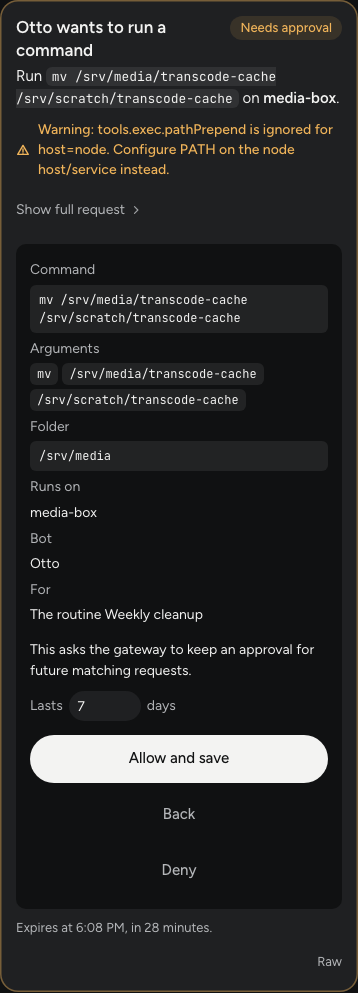 Otto wants to run a
command
Needs approval
Run mv /srv/media/transcode-cache
/srv/scratch/transcode-cache on media-box.
Warning: tools.exec.pathPrepend is ignored for
host=node. Configure PATH on the node
host/service instead.
Show full request
Command
mv /srv/media/transcode-cache
/srv/scratch/transcode-cache
Arguments
mv /srv/media/transcode-cache
/srv/scratch/transcode-cache
Folder
/srv/media
Runs on
media-box
Bot
Otto
For
The routine Weekly cleanup
This asks the gateway to keep an approval for
future matching requests.
Lasts 7 days
Allow and save
Back
Deny
Expires at 6:08 PM, in 28 minutes.
Raw